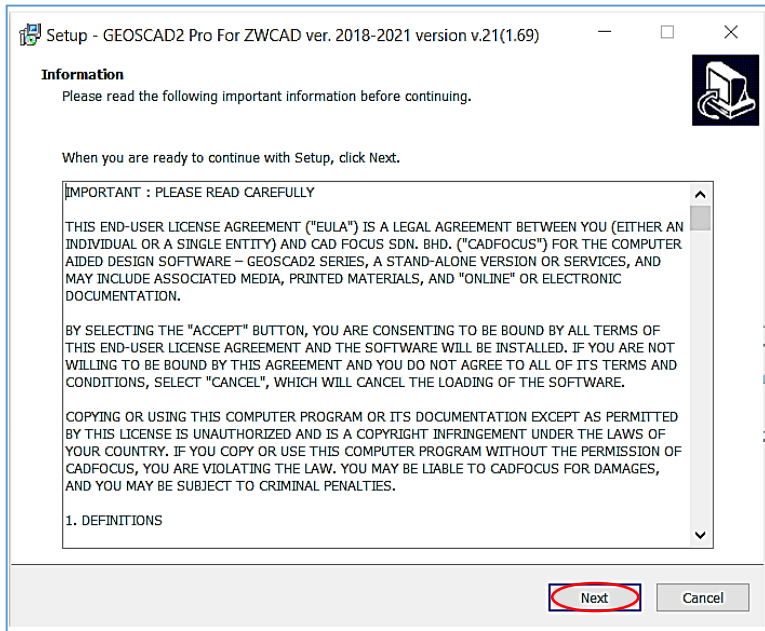 Setup - GEOSCAD2 Pro For ZWCAD ver. 2018-2021 version v.21(1.69)
Information
Please read the following important information before continuing.
When you are ready to continue with Setup, click Next.
IMPORTANT : PLEASE READ CAREFULLY
THIS END-USER LICENSE AGREEMENT ("EULA") IS A LEGAL AGREEMENT BETWEEN YOU (EITHER AN
INDIVIDUAL OR A SINGLE ENTITY) AND CAD FOCUS SDN. BHD. ("CADFOCUS") FOR THE COMPUTER
AIDED DESIGN SOFTWARE – GEOSCAD2 SERIES, A STAND-ALONE VERSION OR SERVICES, AND
MAY INCLUDE ASSOCIATED MEDIA, PRINTED MATERIALS, AND "ONLINE" OR ELECTRONIC
DOCUMENTATION.
BY SELECTING THE "ACCEPT" BUTTON, YOU ARE CONSENTING TO BE BOUND BY ALL TERMS OF
THIS END-USER LICENSE AGREEMENT AND THE SOFTWARE WILL BE INSTALLED. IF YOU ARE NOT
WILLING TO BE BOUND BY THIS AGREEMENT AND YOU DO NOT AGREE TO ALL OF ITS TERMS AND
CONDITIONS, SELECT "CANCEL", WHICH WILL CANCEL THE LOADING OF THE SOFTWARE.
COPYING OR USING THIS COMPUTER PROGRAM OR ITS DOCUMENTATION EXCEPT AS PERMITTED
BY THIS LICENSE IS UNAUTHORIZED AND IS A COPYRIGHT INFRINGEMENT UNDER THE LAWS OF
YOUR COUNTRY. IF YOU COPY OR USE THIS COMPUTER PROGRAM WITHOUT THE PERMISSION OF
CADFOCUS, YOU ARE VIOLATING THE LAW. YOU MAY BE LIABLE TO CADFOCUS FOR DAMAGES,
AND YOU MAY BE SUBJECT TO CRIMINAL PENALTIES.
1. DEFINITIONS
Next
Cancel